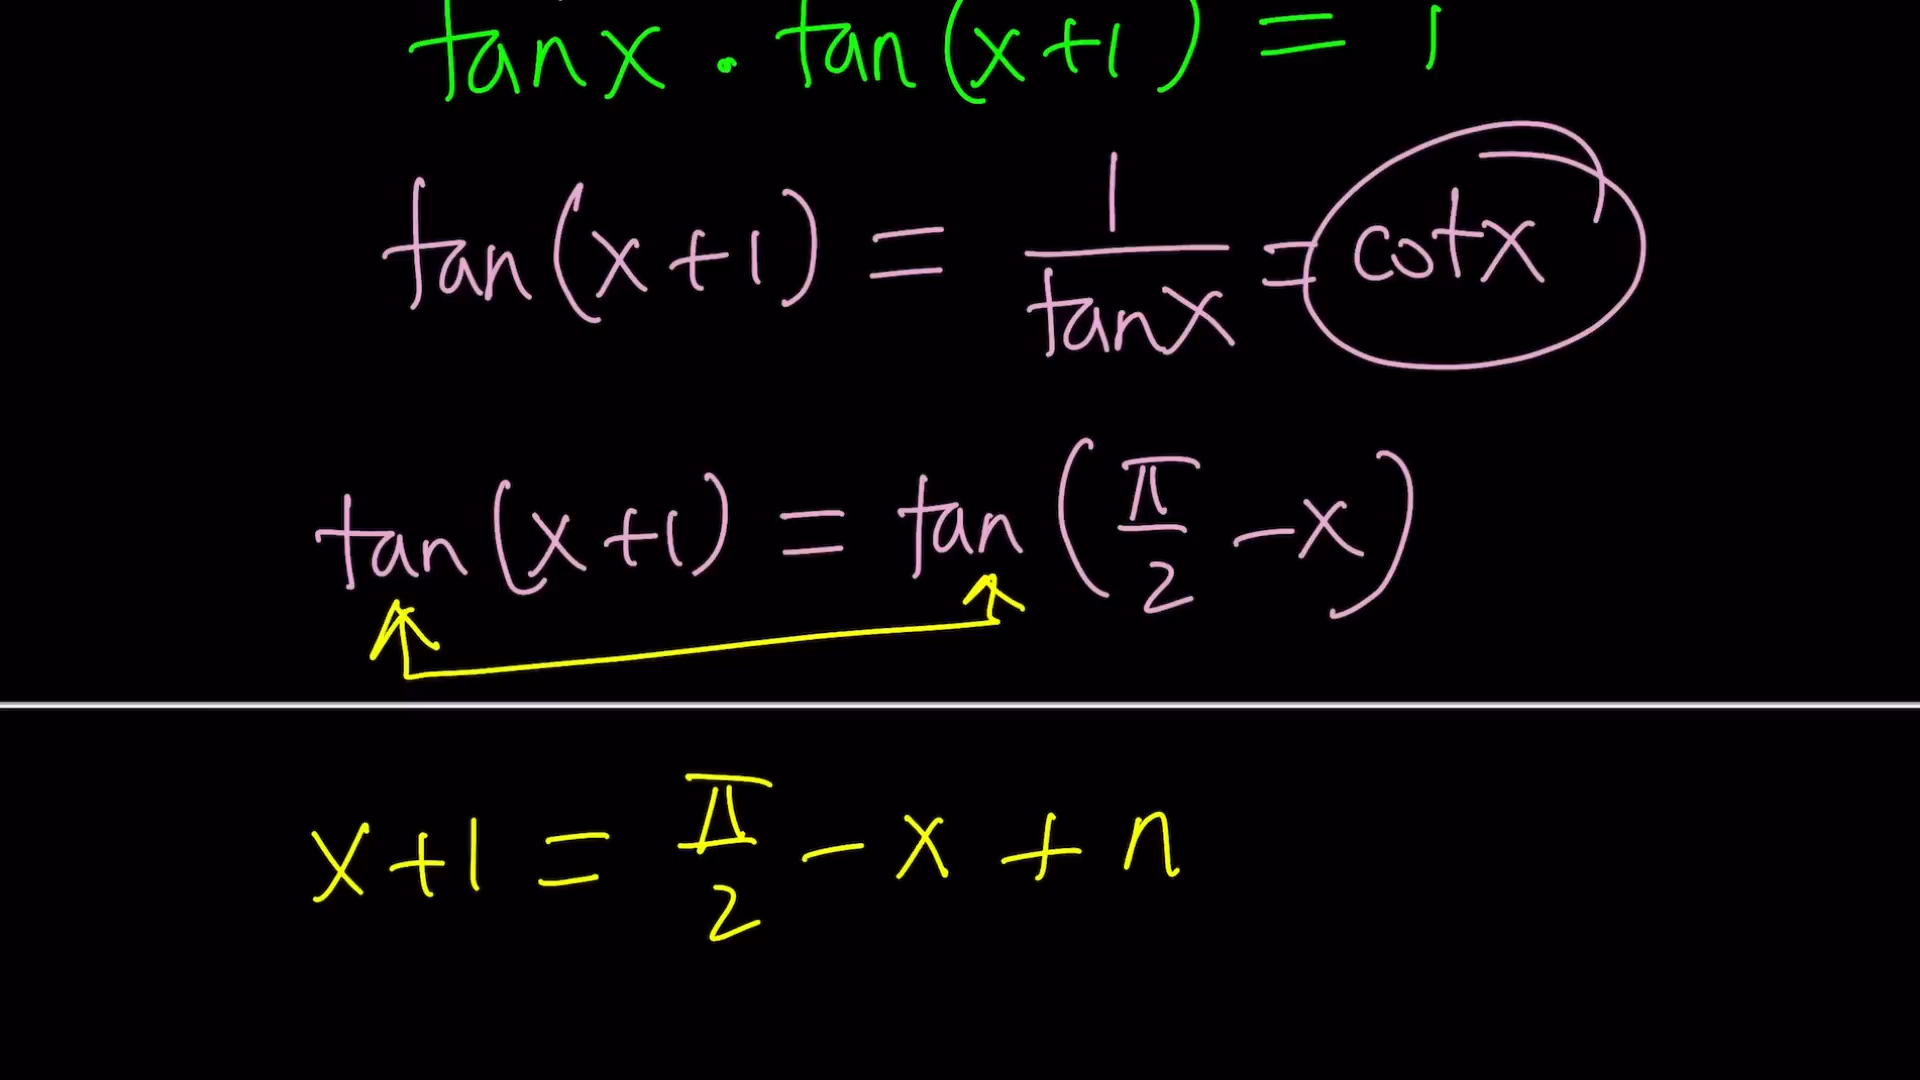 tanx · tan(x+1) = 1
tan(x+1) = 1/tanx = cotx
tan(x+1) = tan(π/2 - x)
x+1 = π/2 - x + n